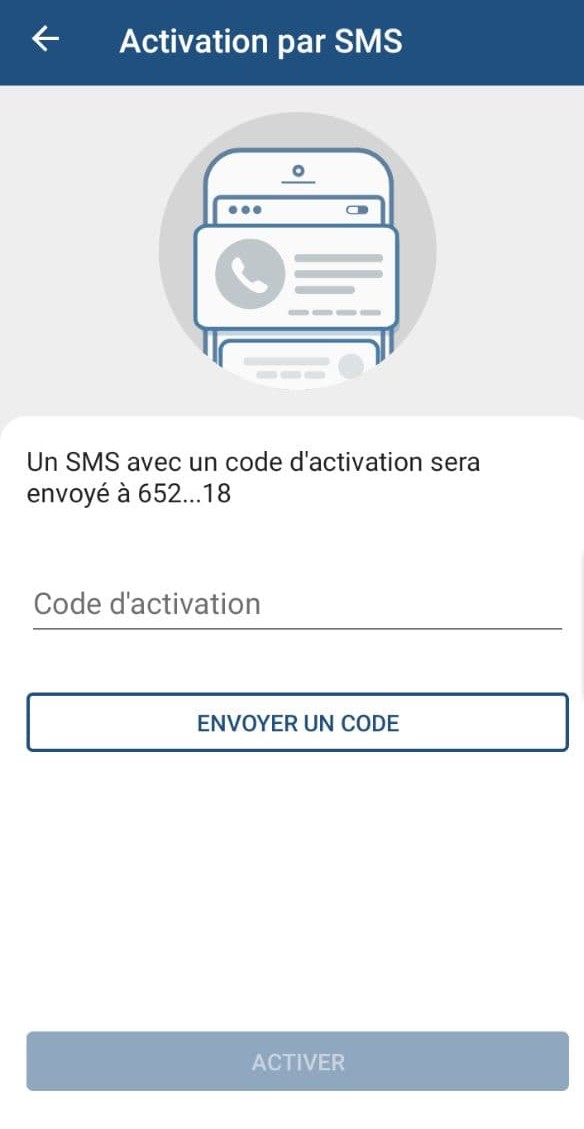 Activation par SMS
Un SMS avec un code d'activation sera
envoyé à 652...18
Code d'activation
ENVOYER UN CODE
ACTIVER